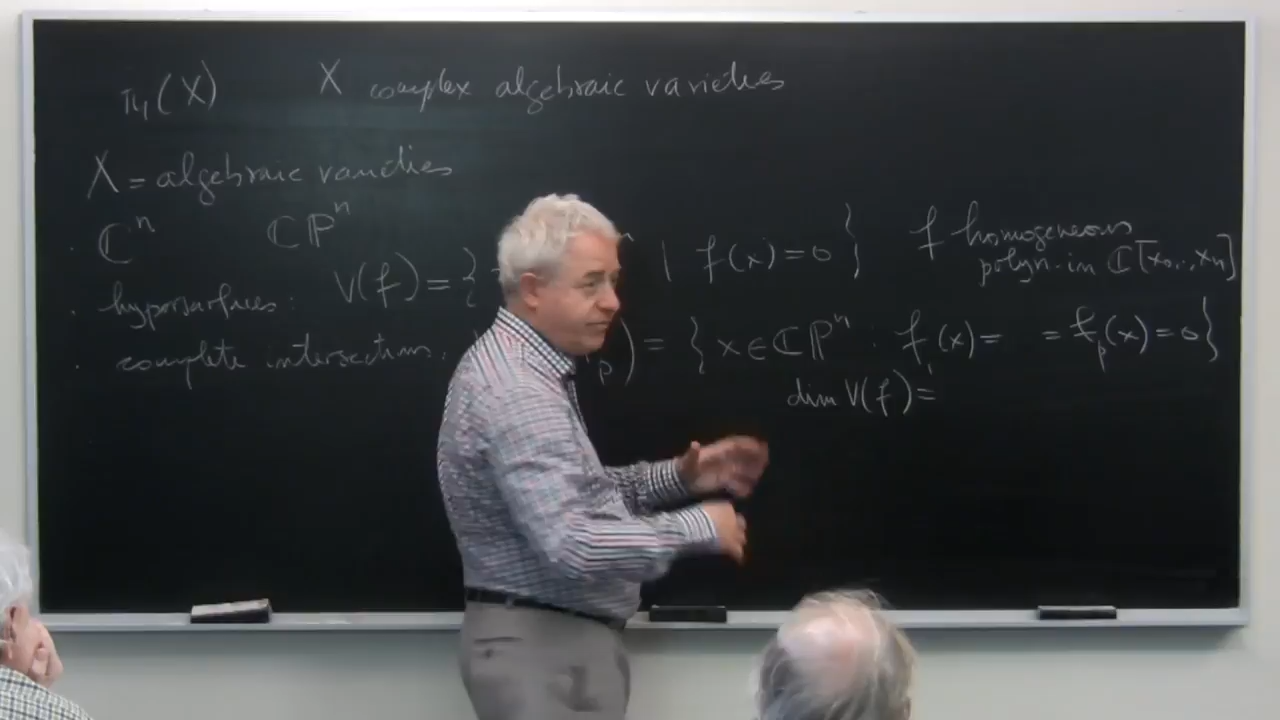 π₁(X) X complex algebraic varieties
X = algebraic varieties
· ℂⁿ ℂℙⁿ
· hypersurfaces: V(f) = { ⁿ | f(x)=0 } f homogeneous
polyn. in ℂ[x₀,..,xₙ]
· complete intersections. ₚ) = { x ∈ ℂℙⁿ : f₁(x)= =fₚ(x)=0}
dim V(f) =